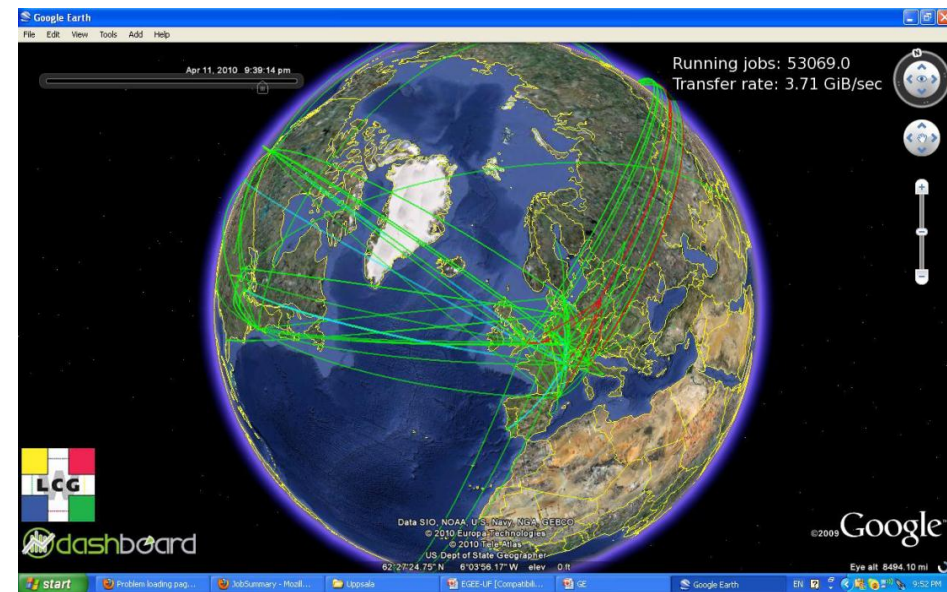 Google Earth
File Edit View Tools Add Help
Apr 11, 2010 9:39:14 pm
Running jobs: 53069.0
Transfer rate: 3.71 GiB/sec
N
LCG
dashboard
Data SIO, NOAA, U.S. Navy, NGA, GEBCO
© 2010 Europa Technologies
© 2010 Tele Atlas
US Dept of State Geographer
©2009 Google
62°27'24.75" N 6°03'56.17" W elev 0 ft
Eye alt 8494.10 mi
start Problem loading pag... JobSummary - Mozill... Uppsale EGEE-UF [Compatibili... GE Google Earth EN 9:52 PM